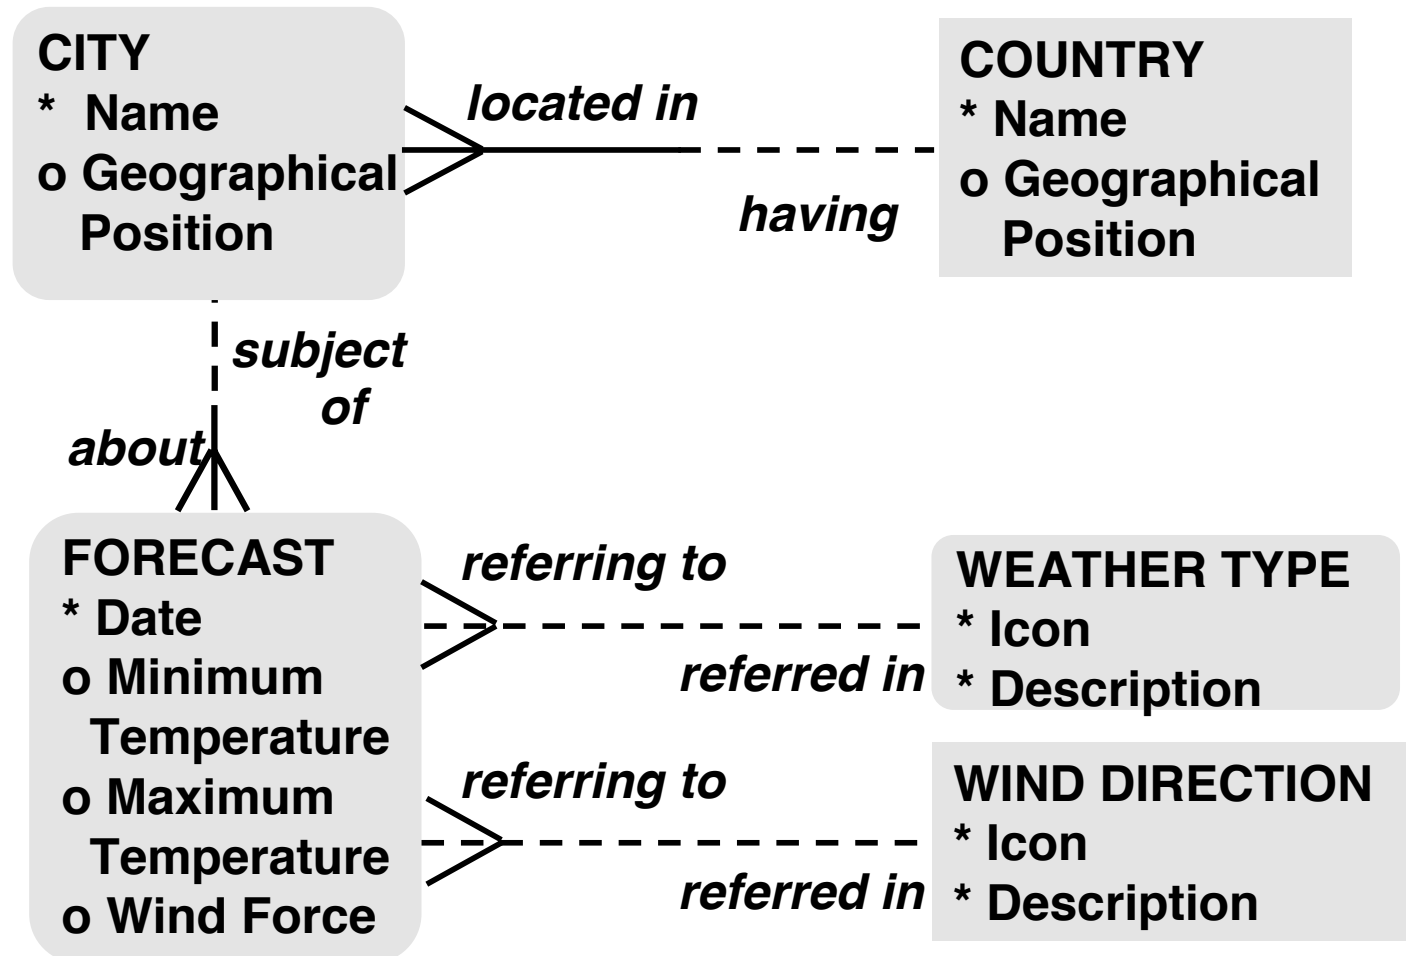 CITY
* Name
o Geographical
Position
located in
having
COUNTRY
* Name
o Geographical
Position
subject
of
about
FORECAST
* Date
o Minimum
Temperature
o Maximum
Temperature
o Wind Force
referring to
referred in
WEATHER TYPE
* Icon
* Description
referring to
referred in
WIND DIRECTION
* Icon
* Description